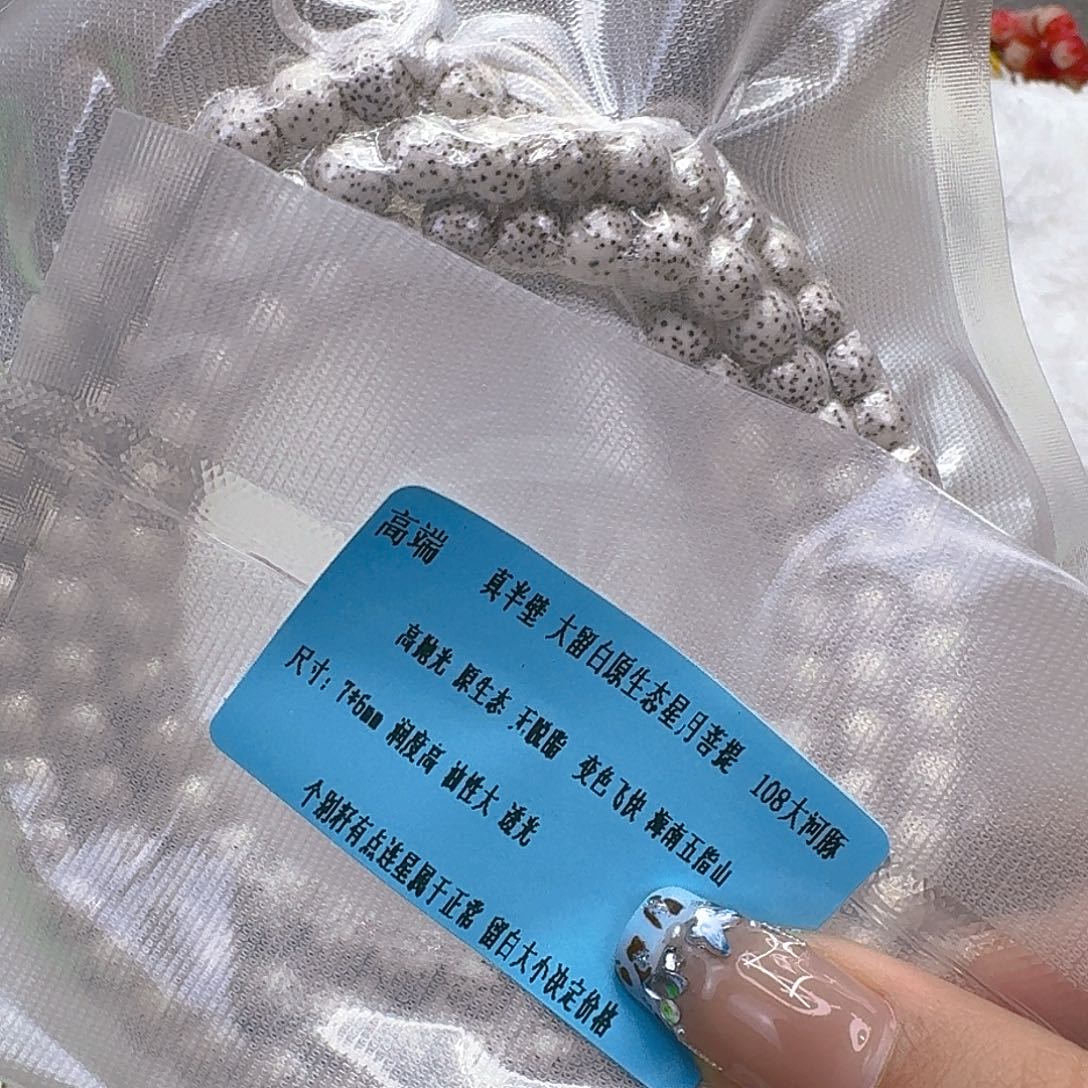 高端
真半壁 大留白原生态星月菩提 108大河豚
高抛光 原生态 无脱脂 变色飞快 海南五指山
尺寸：7*6mm 润度高 油性大 透光
个别籽有点连星属于正常 留白大小决定价格